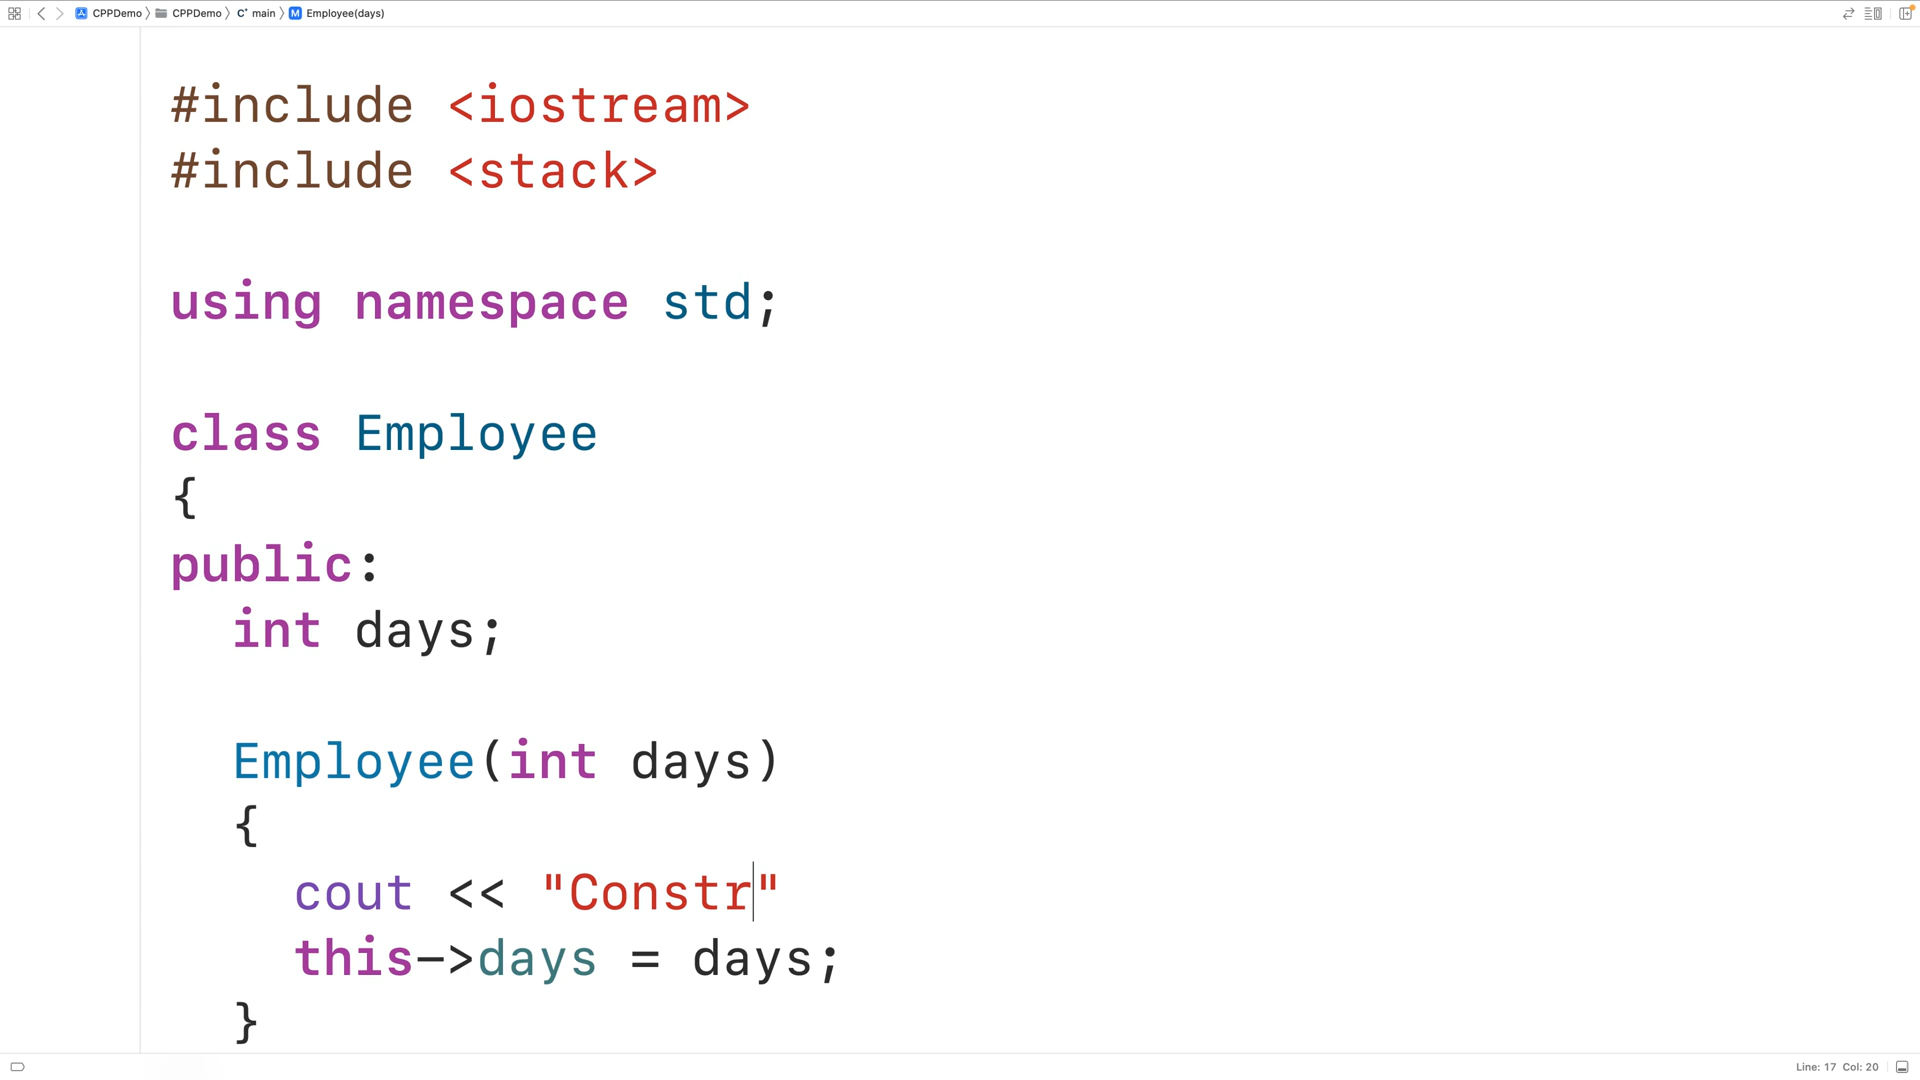 CPPDemo CPPDemo C+ main M Employee(days)
#include <iostream>
#include <stack>
using namespace std;
class Employee
{
public:
int days;
Employee(int days)
{
cout << "Constr"
this->days = days;
}
Line: 17 Col: 20